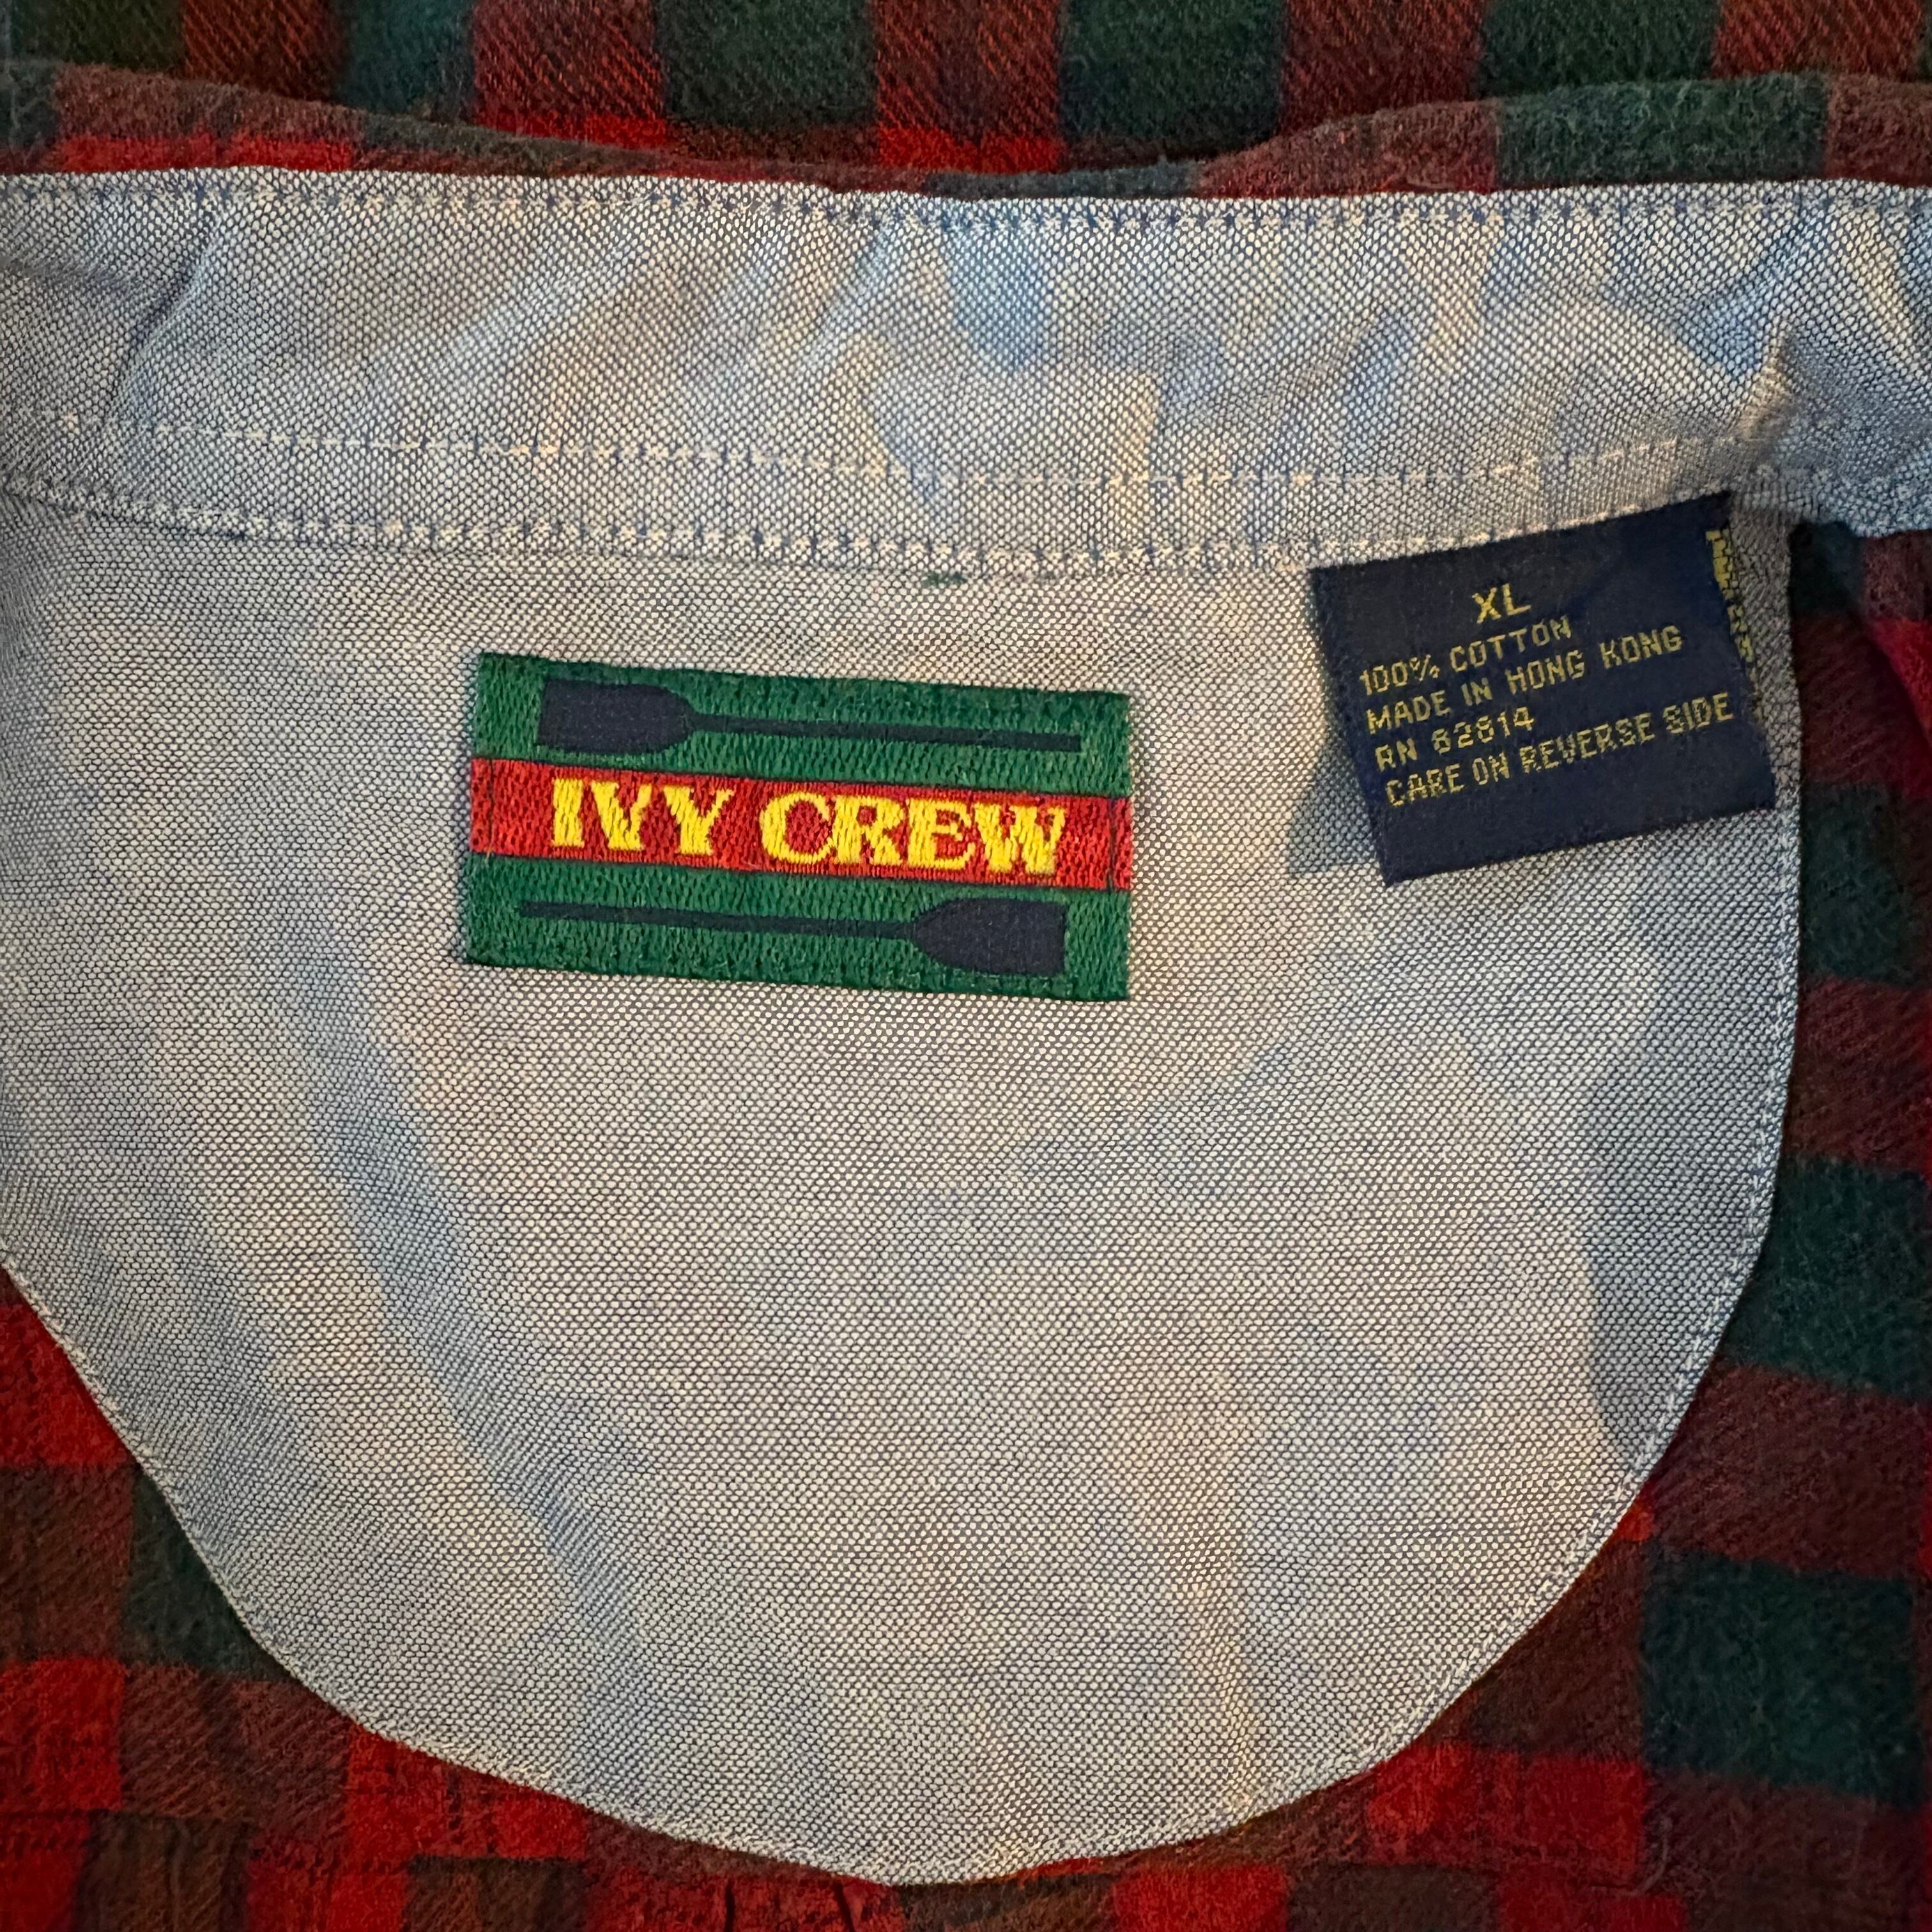 IVY CREW
XL
100% COTTON
MADE IN HONG KONG
RN 62814
CARE ON REVERSE SIDE